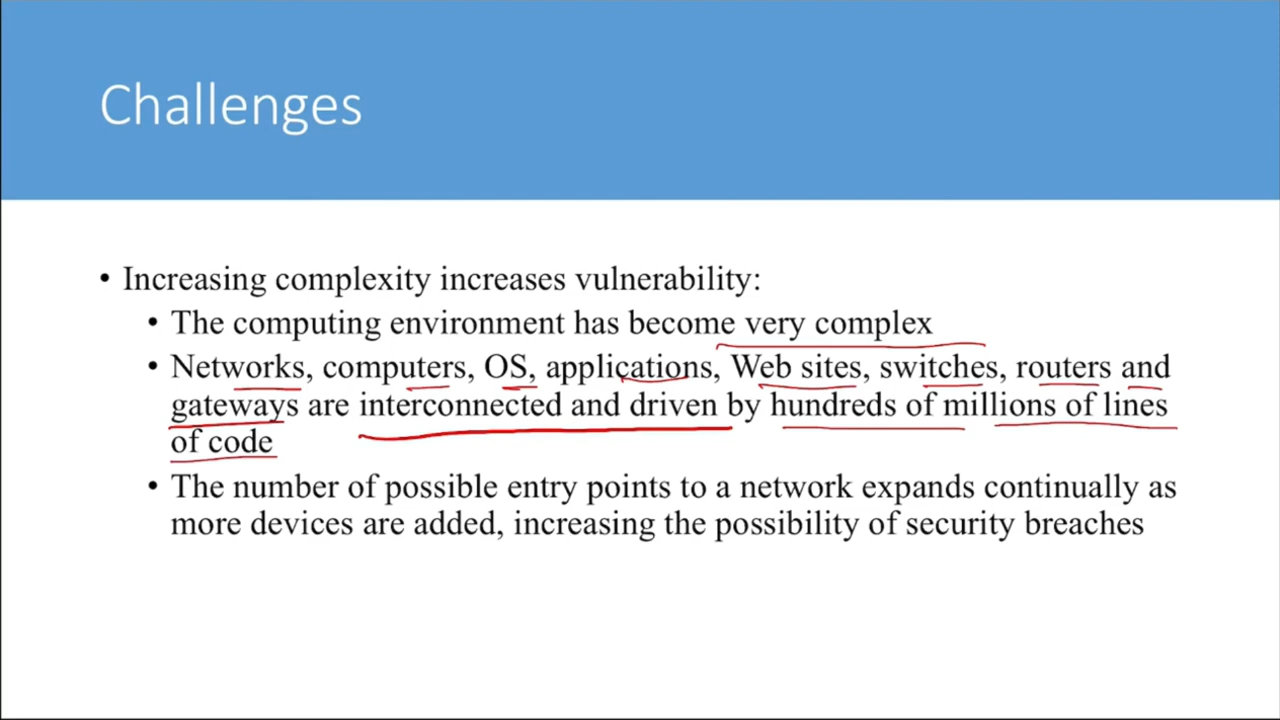 Challenges
• Increasing complexity increases vulnerability:
• The computing environment has become very complex
• Networks, computers, OS, applications, Web sites, switches, routers and
gateways are interconnected and driven by hundreds of millions of lines
of code
• The number of possible entry points to a network expands continually as
more devices are added, increasing the possibility of security breaches